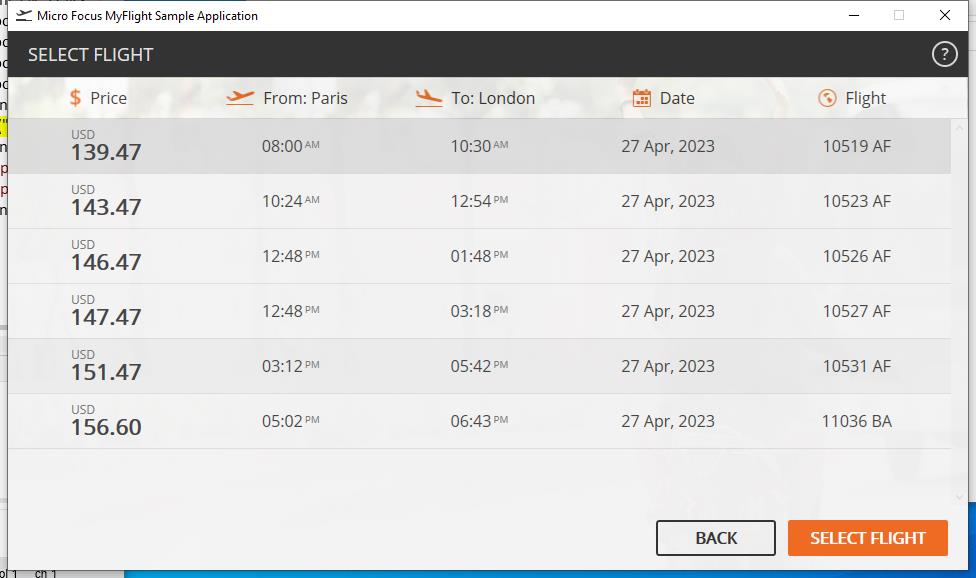 Micro Focus MyFlight Sample Application
SELECT FLIGHT ?
$ Price From: Paris To: London Date Flight
USD
139.47 08:00 AM 10:30 AM 27 Apr, 2023 10519 AF
USD
143.47 10:24 AM 12:54 PM 27 Apr, 2023 10523 AF
USD
146.47 12:48 PM 01:48 PM 27 Apr, 2023 10526 AF
USD
147.47 12:48 PM 03:18 PM 27 Apr, 2023 10527 AF
USD
151.47 03:12 PM 05:42 PM 27 Apr, 2023 10531 AF
USD
156.60 05:02 PM 06:43 PM 27 Apr, 2023 11036 BA
BACK SELECT FLIGHT
ol 1 ch 1